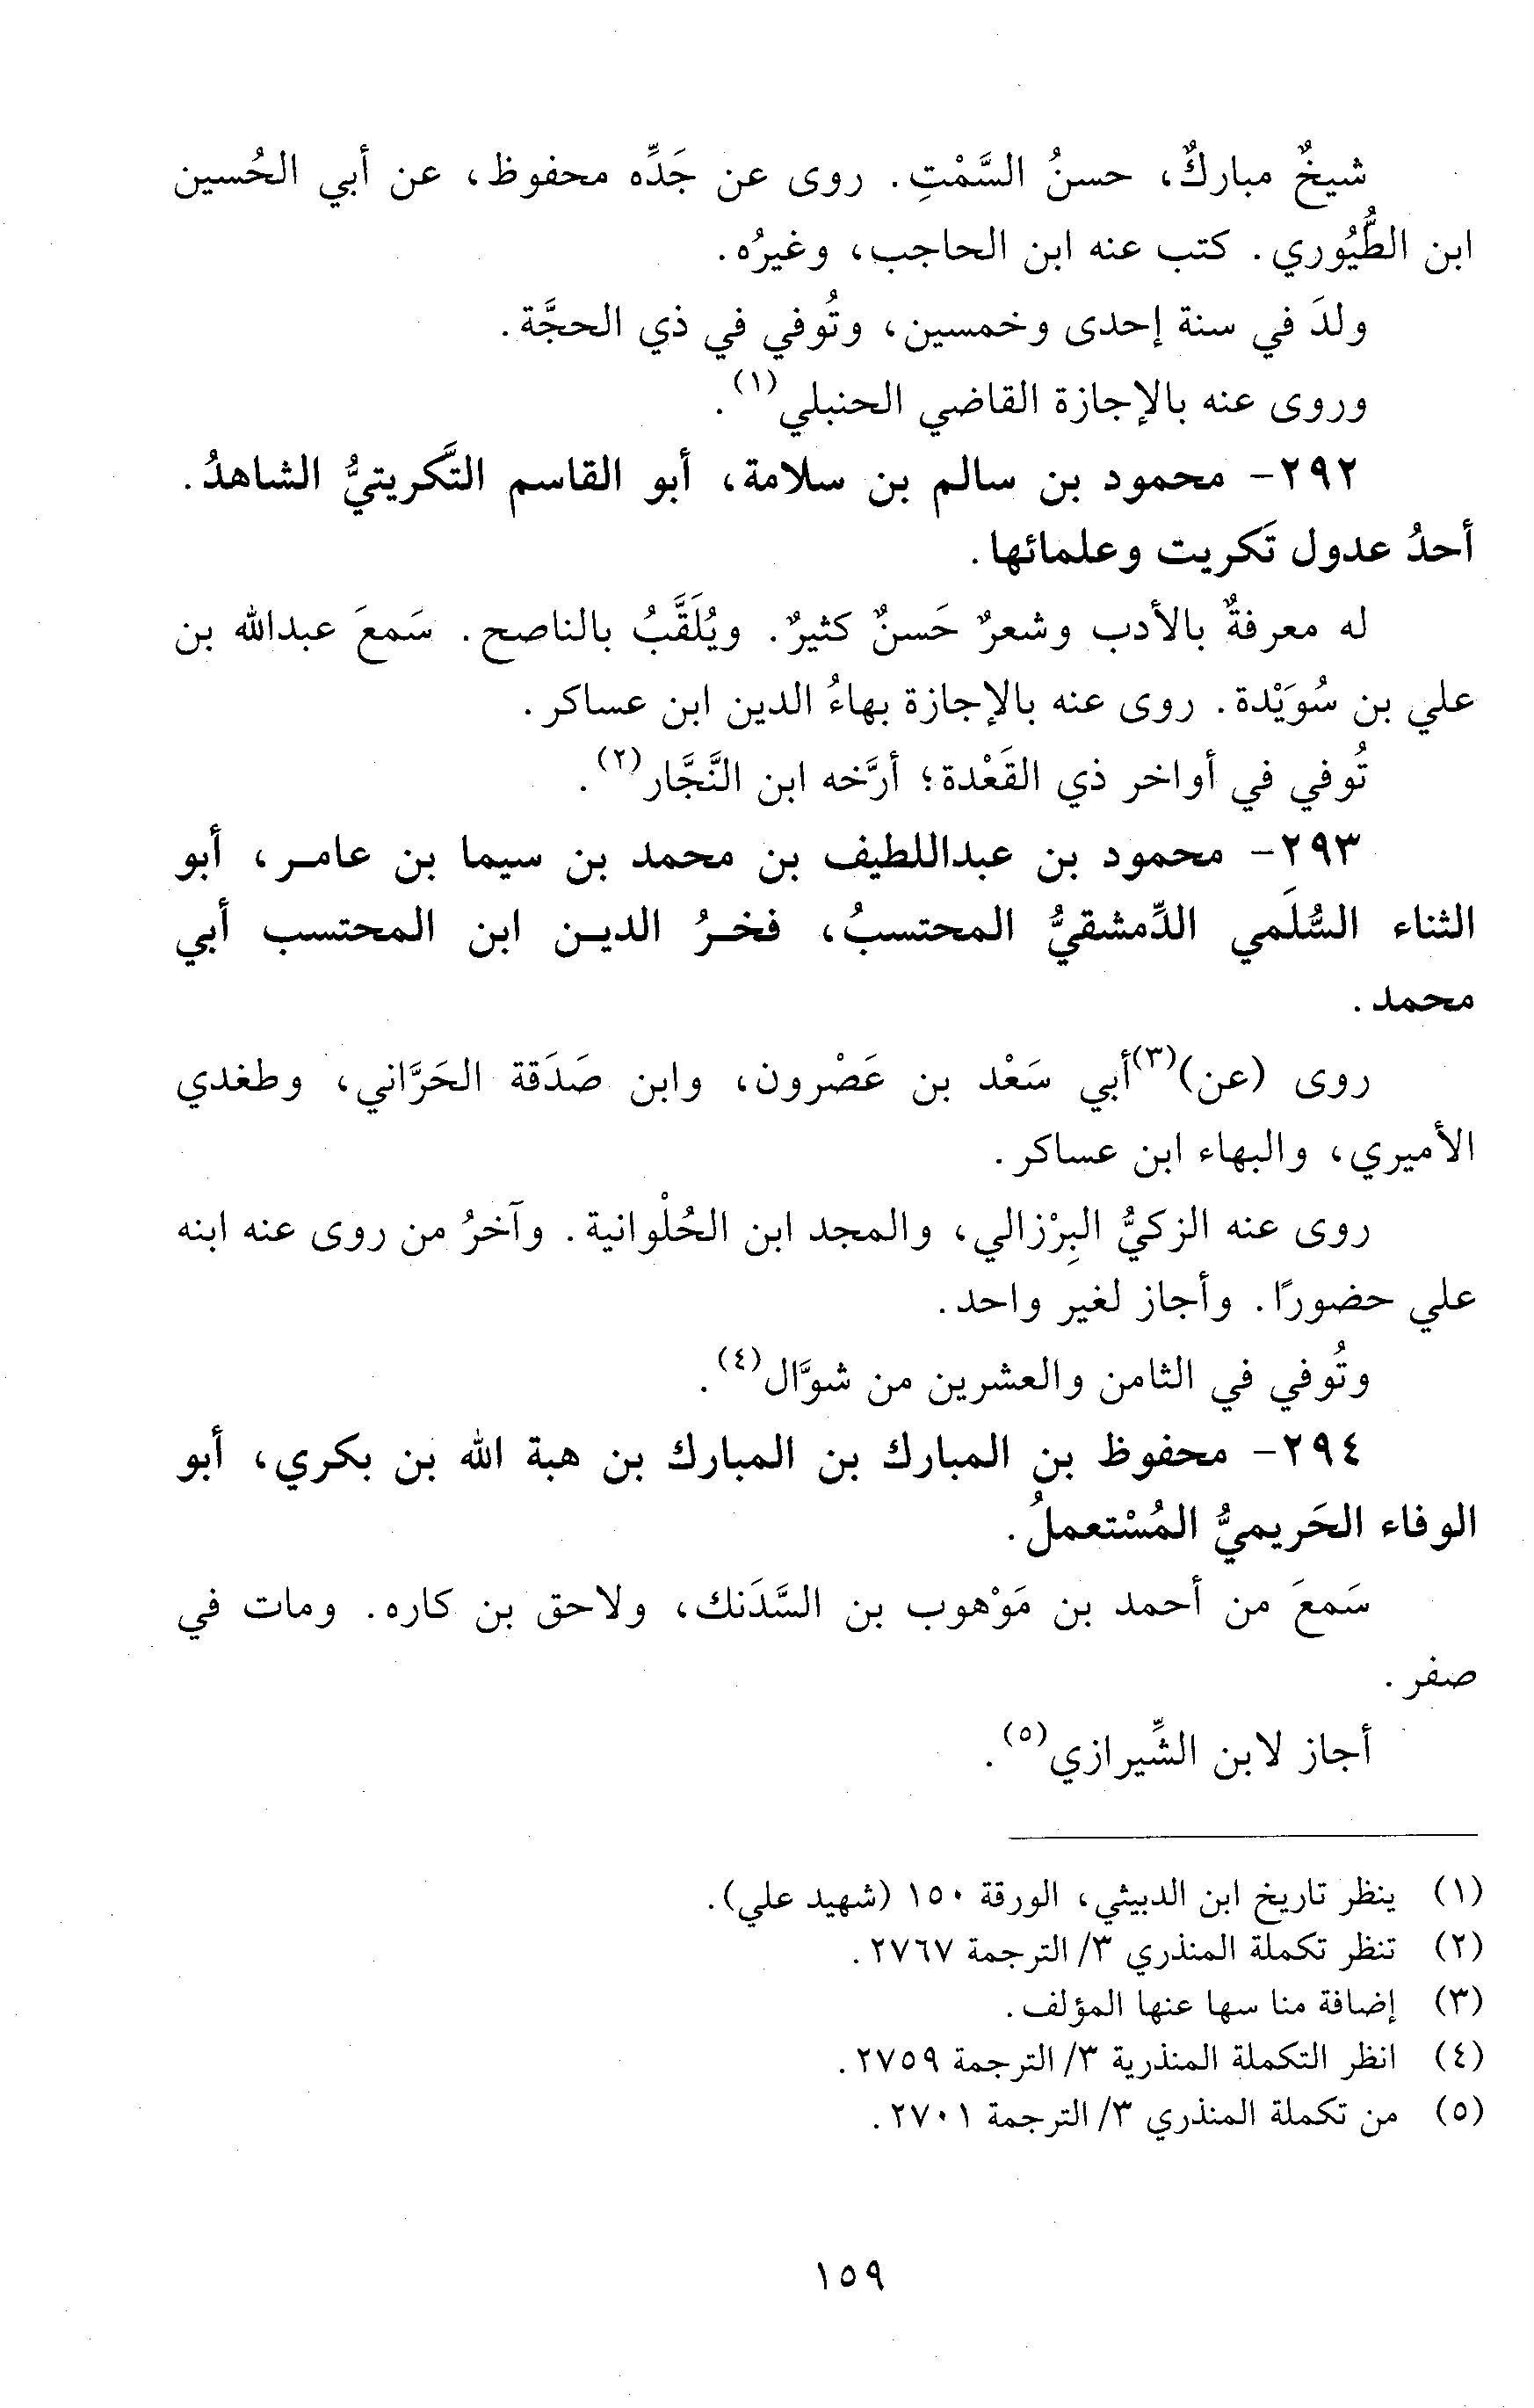 شيخٌ مباركٌ، حسنُ السَّمْتِ. روى عن جَدِّه محفوظ، عن أبي الحُسين
ابن الطُّيُوري. كتب عنه ابن الحاجب، وغيرُه.
ولدَ في سنة إحدى وخمسين، وتُوفي في ذي الحجَّة.
وروى عنه بالإجازة القاضي الحنبلي(١).
٢٩٢- محمود بن سالم بن سلامة، أبو القاسم التَّكريتيُّ الشاهدُ.
أحدُ عدول تَكريت وعلمائها.
له معرفةٌ بالأدب وشعرٌ حَسنٌ كثيرٌ. ويُلَقَّبُ بالناصح. سَمعَ عبدالله بن
علي بن سُوَيْدة. روى عنه بالإجازة بهاءُ الدين ابن عساكر.
تُوفي في أواخر ذي القَعْدة؛ أرَّخه ابن النَّجَّار(٢).
٢٩٣- محمود بن عبداللطيف بن محمد بن سيما بن عامـر، أبو
الثناء السُّلَمي الدِّمشقيُّ المحتسبُ، فخـرُ الديـن ابن المحتسب أبي
محمد.
روى (عن)(٣)أبي سَعْد بن عَصْرون، وابن صَدَقة الحَرَّاني، وطغدي
الأميري، والبهاء ابن عساكر.
روى عنه الزكيُّ البِرْزالي، والمجد ابن الحُلْوانية. وآخرُ من روى عنه ابنه
علي حضورًا. وأجاز لغير واحد.
وتُوفي في الثامن والعشرين من شوَّال(٤).
٢٩٤- محفوظ بن المبارك بن المبارك بن هبة الله بن بكري، أبو
الوفاء الحَريميُّ المُسْتعملُ.
سَمعَ من أحمد بن مَوْهوب بن السَّدَنك، ولاحق بن كاره. ومات في
صفر.
أجاز لابن الشِّيرازي(٥).
(١) ينظر تاريخ ابن الدبيثي، الورقة ١٥٠ (شهيد علي).
(٢) تنظر تكملة المنذري ٣/ الترجمة ٢٧٦٧.
(٣) إضافة منا سها عنها المؤلف.
(٤) انظر التكملة المنذرية ٣/ الترجمة ٢٧٥٩.
(٥) من تكملة المنذري ٣/ الترجمة ٢٧٠١.
١٥٩